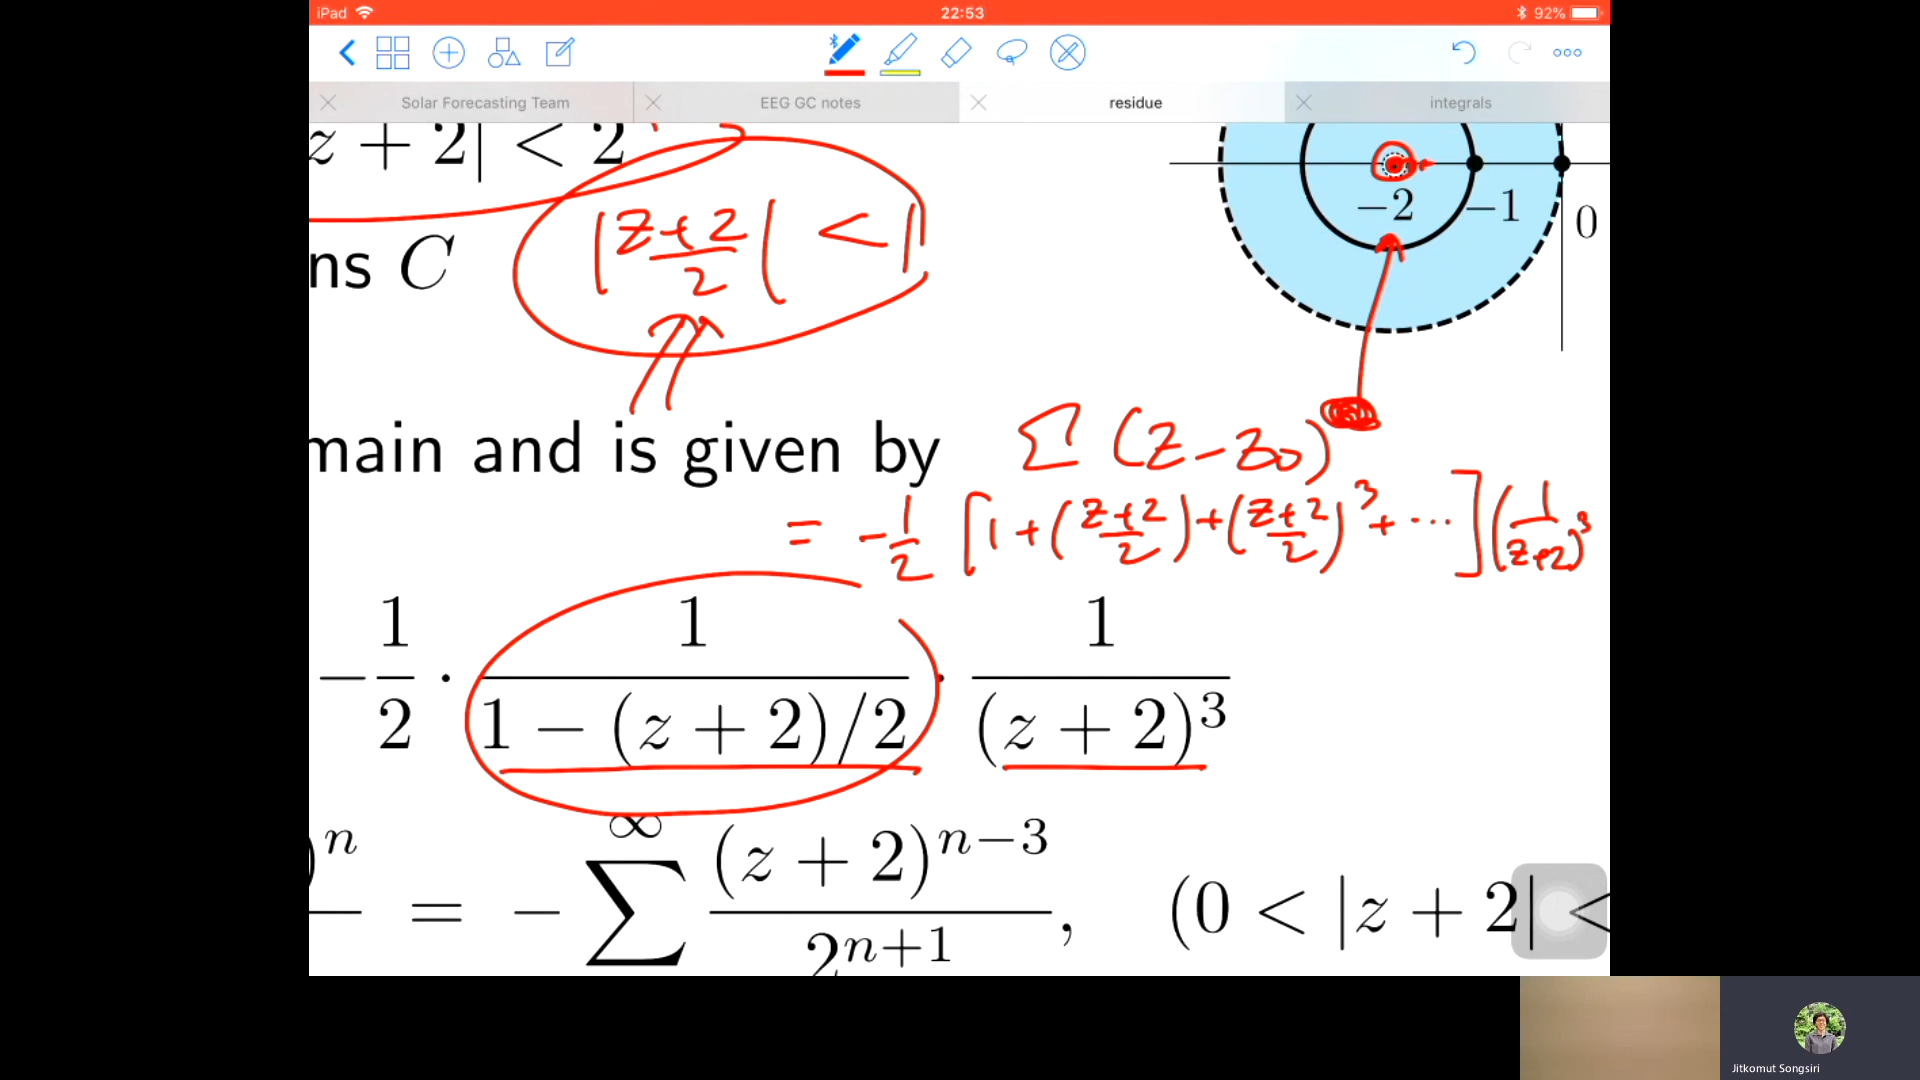 iPad 22:53 92%
Solar Forecasting Team EEG GC notes residue integrals
z + 2| < 2
−2 −1 0
ns C |z+2/2| < 1
main and is given by Σ (z−z0)
= −1/2 [1 + (z+2/2) + (z+2/2)^3 + ⋯] (1/z+2)^3
−1/2 · 1/(1 − (z + 2)/2) · 1/(z + 2)^3
)^n = − ∑^∞ (z + 2)^{n−3}/2^{n+1}, (0 < |z + 2| <
Jitkomut Songsiri